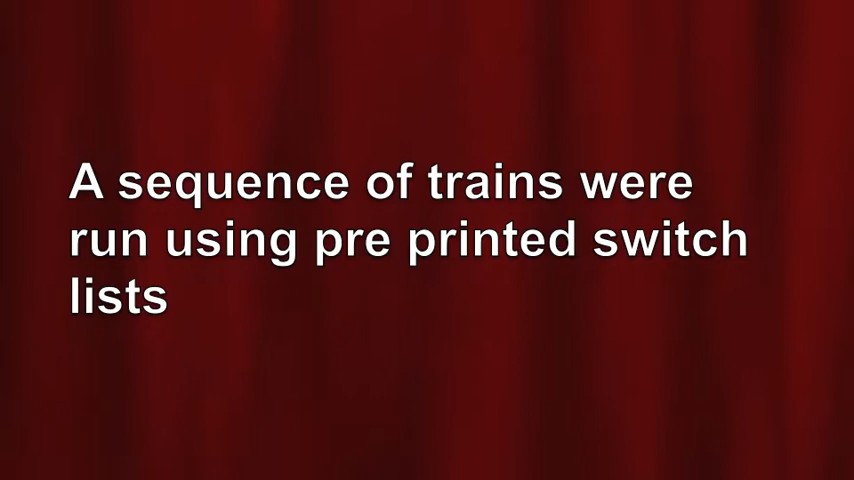 A sequence of trains were
run using pre printed switch
lists